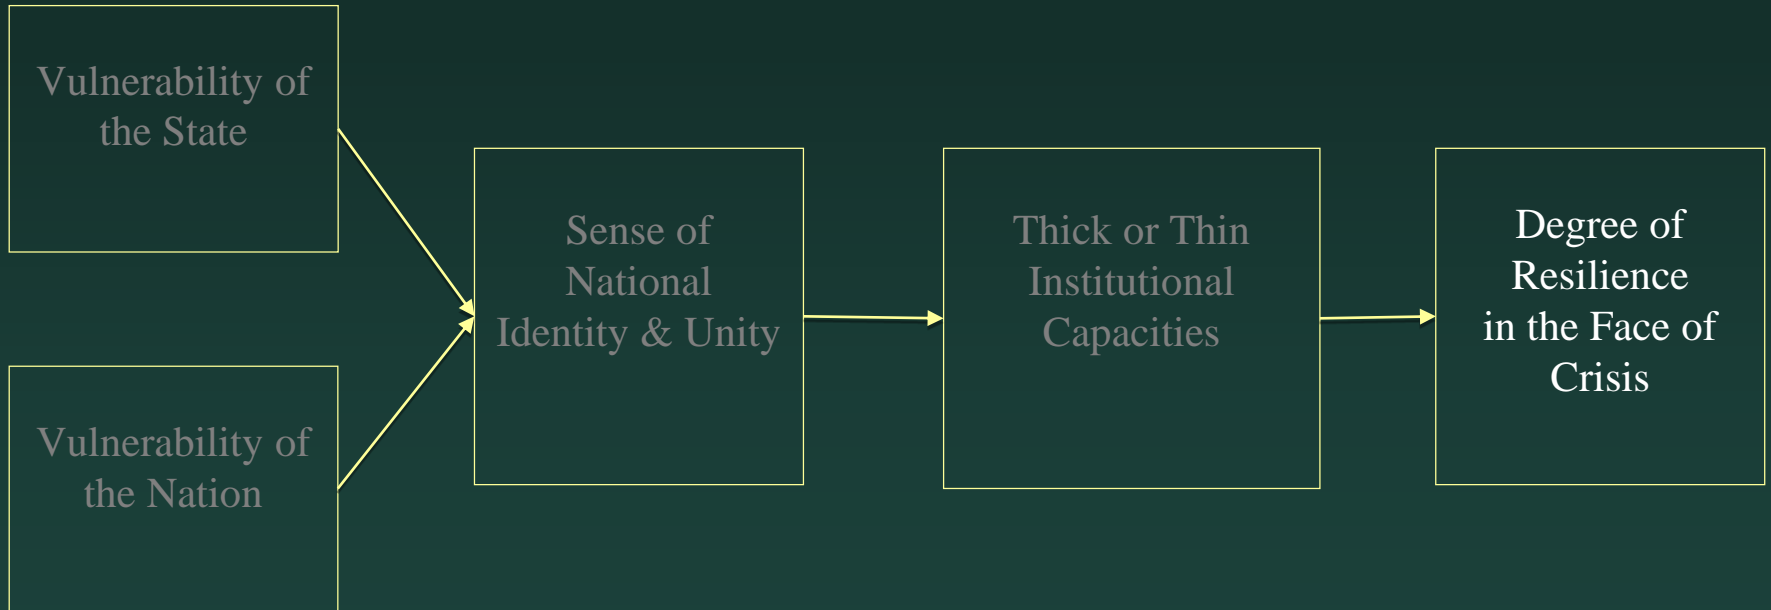 Vulnerability of
the State
Vulnerability of
the Nation
Sense of
National
Identity & Unity
Thick or Thin
Institutional
Capacities
Degree of
Resilience
in the Face of
Crisis